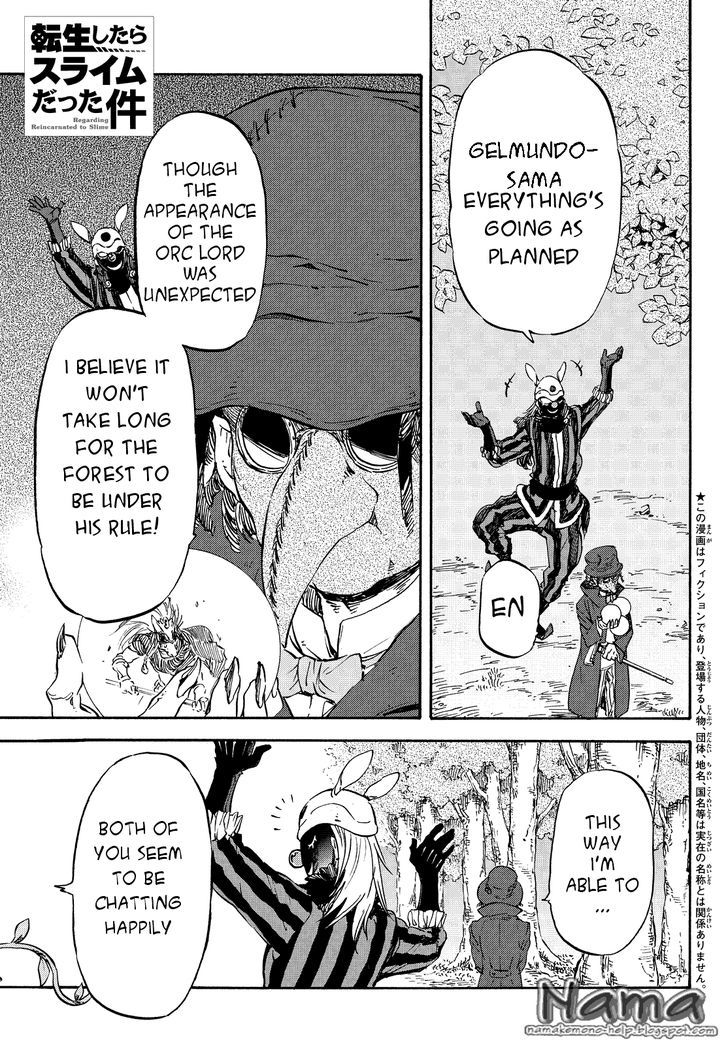 転生したら
スライム
だった件
Regarding
Reincarnated to Slime
GELMUNDO-
SAMA
EVERYTHING'S
GOING AS
PLANNED
EN
THOUGH
THE
APPEARANCE
OF THE
ORC LORD
WAS
UNEXPECTED
I BELIEVE IT
WON'T
TAKE LONG
FOR THE
FOREST TO
BE UNDER
HIS RULE!
THIS
WAY
I'M
ABLE TO
...
BOTH OF
YOU SEEM
TO BE
CHATTING
HAPPILY
★この漫画はフィクションであり、登場する人物、団体、地名、国名等は実在の名称とは関係ありません。
Nama
namakemono-help.blogspot.com